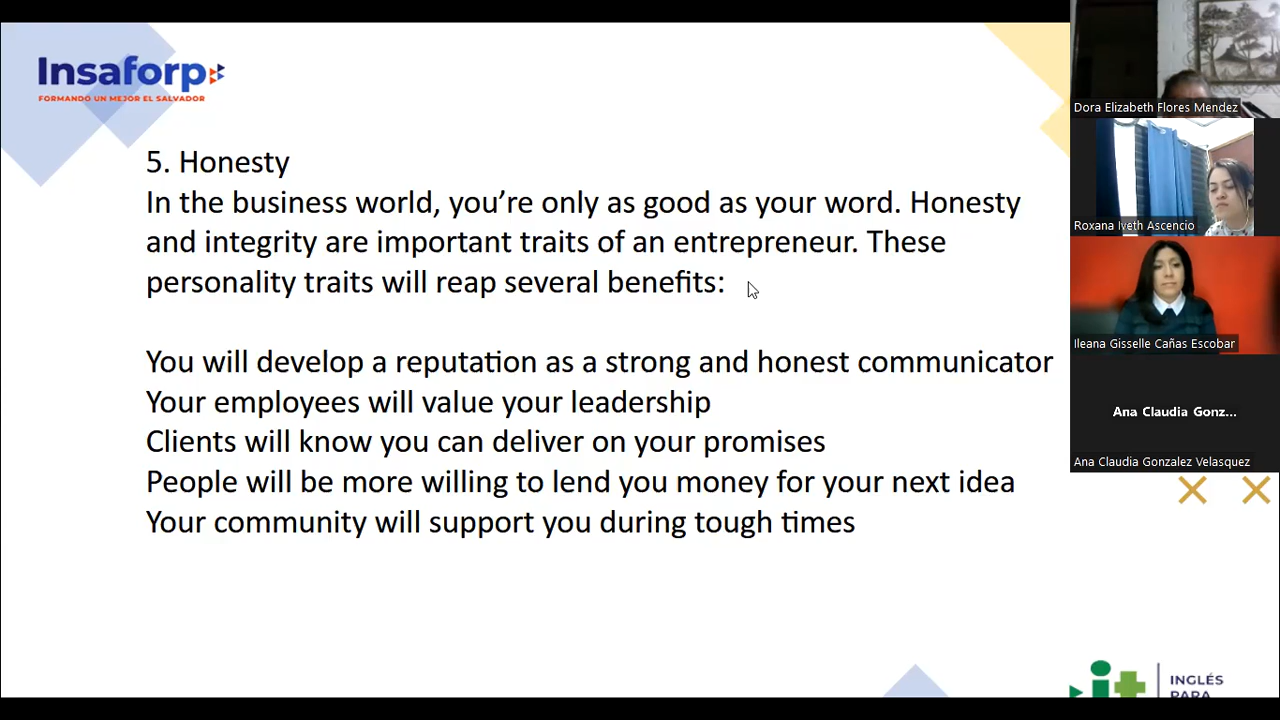 Insaforp
FORMANDO UN MEJOR EL SALVADOR
5. Honesty
In the business world, you're only as good as your word. Honesty
and integrity are important traits of an entrepreneur. These
personality traits will reap several benefits:
You will develop a reputation as a strong and honest communicator
Your employees will value your leadership
Clients will know you can deliver on your promises
People will be more willing to lend you money for your next idea
Your community will support you during tough times
Dora Elizabeth Flores Mendez
Roxana Iveth Ascencio
Ileana Gisselle Cañas Escobar
Ana Claudia Gonz...
Ana Claudia Gonzalez Velasquez
it
INGLÉS
PARA